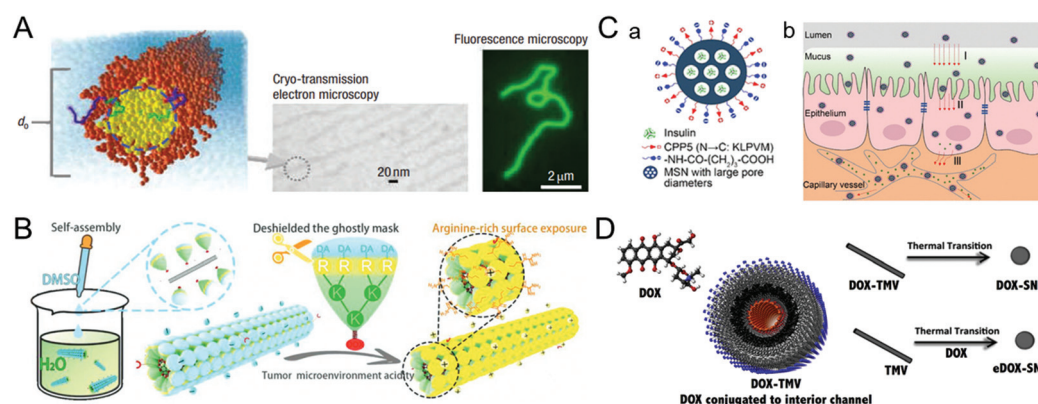 A
d₀
Cryo-transmission
electron microscopy
20 nm
Fluorescence microscopy
2 μm
C
a
Insulin
CPP5 (N→C: KLPVM)
-NH-CO-(CH₂)₃-COOH
MSN with large pore
diameters
b
Lumen
Mucus
I
II
Epithelium
III
Capillary vessel
B
Self-assembly
DMSO
H₂O
Deshielded the ghostly mask
DA DA DA DA
R R R R
K
K K
Tumor microenvironment acidity
Arginine-rich surface exposure
D
DOX
DOX-TMV
DOX conjugated to interior channel
DOX-TMV
Thermal Transition
DOX-SN
TMV
Thermal Transition
DOX
eDOX-SN